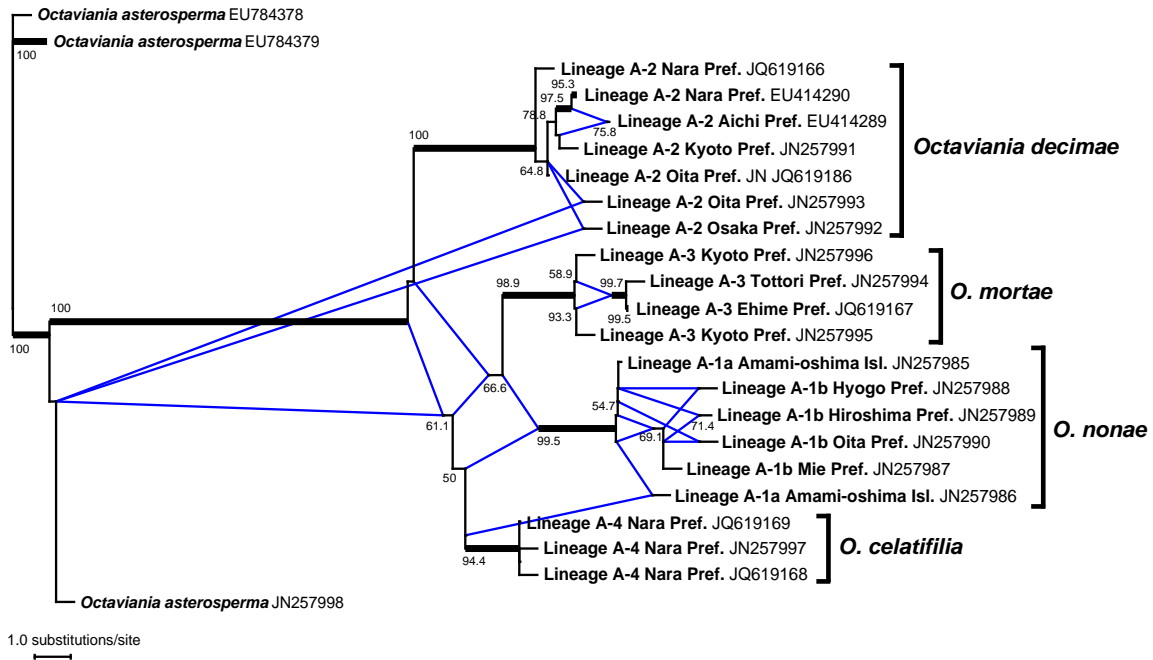 Octaviania asterosperma EU784378
Octaviania asterosperma EU784379
100
Lineage A-2 Nara Pref. JQ619166
95.3
Lineage A-2 Nara Pref. EU414290
97.5
78.8
Lineage A-2 Aichi Pref. EU414289
75.8
100
Lineage A-2 Kyoto Pref. JN257991
Octaviania decimae
64.8
Lineage A-2 Oita Pref. JN JQ619186
Lineage A-2 Oita Pref. JN257993
Lineage A-2 Osaka Pref. JN257992
Lineage A-3 Kyoto Pref. JN257996
58.9
98.9
99.7
Lineage A-3 Tottori Pref. JN257994
O. mortae
100
93.3
99.5
Lineage A-3 Ehime Pref. JQ619167
Lineage A-3 Kyoto Pref. JN257995
100
Lineage A-1a Amami-oshima Isl. JN257985
66.6
Lineage A-1b Hyogo Pref. JN257988
54.7
Lineage A-1b Hiroshima Pref. JN257989
61.1
71.4
O. nonae
99.5
69.1
Lineage A-1b Oita Pref. JN257990
Lineage A-1b Mie Pref. JN257987
50
Lineage A-1a Amami-oshima Isl. JN257986
Lineage A-4 Nara Pref. JQ619169
Lineage A-4 Nara Pref. JN257997
O. celatifilia
94.4
Lineage A-4 Nara Pref. JQ619168
Octaviania asterosperma JN257998
1.0 substitutions/site